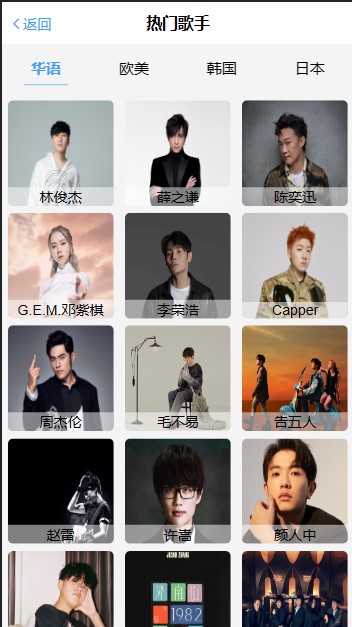 返回
热门歌手
华语 欧美 韩国 日本
林俊杰 薛之谦 陈奕迅
G.E.M.邓紫棋 李荣浩 Capper
周杰伦 毛不易 告五人
赵雷 许嵩 颜人中
1982